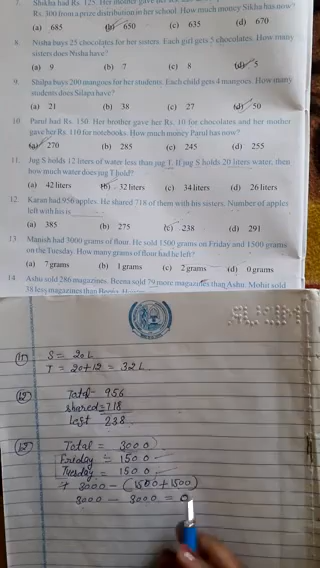 7. Shikha had Rs. 125. Her mother gave her
Rs. 300 from a prize distribution in her school. How much money Sikha has now?
(a) 685 (b) 650 (c) 635 (d) 670
8. Nisha buys 25 chocolates for her sisters. Each girl gets 5 chocolates. How many
sisters does Nisha have?
(a) 9 (b) 7 (c) 8 (d) 5
9. Shilpa buys 200 mangoes for her students. Each child gets 4 mangoes. How many
students does Silapa have?
(a) 21 (b) 38 (c) 27 (d) 50
10. Parul had Rs. 150. Her brother gave her Rs. 10 for chocolates and her mother
gave her Rs. 110 for notebooks. How much money Parul has now?
(a) 270 (b) 285 (c) 245 (d) 255
11. Jug S holds 12 liters of water less than jug T. If jug S holds 20 liters water, then
how much water does jug T hold?
(a) 42 liters (b) 32 liters (c) 34 liters (d) 26 liters
12. Karan had 956 apples. He shared 718 of them with his sisters. Number of apples
left with his is
(a) 385 (b) 275 (c) 238 (d) 291
13 Manish had 3000 grams of flour. He sold 1500 grams on Friday and 1500 grams
on the Tuesday. How many grams of flour had be left?
(a) 7 grams (b) 1 grams (c) 2 grams (d) 0 grams
14. Ashu sold 286 magazines. Beena sold 79 more magazines than Ashu. Mohit sold
58 less magazines than Beena.
(11) S = 20 L
T = 20+12 = 32 L
(12) Total = 956
shared = 718
Left 238
(13) Total = 3000
Friday = 1500
Tuesday = 1500
3000 - (1500 + 1500)
3000 - 3000 = 0